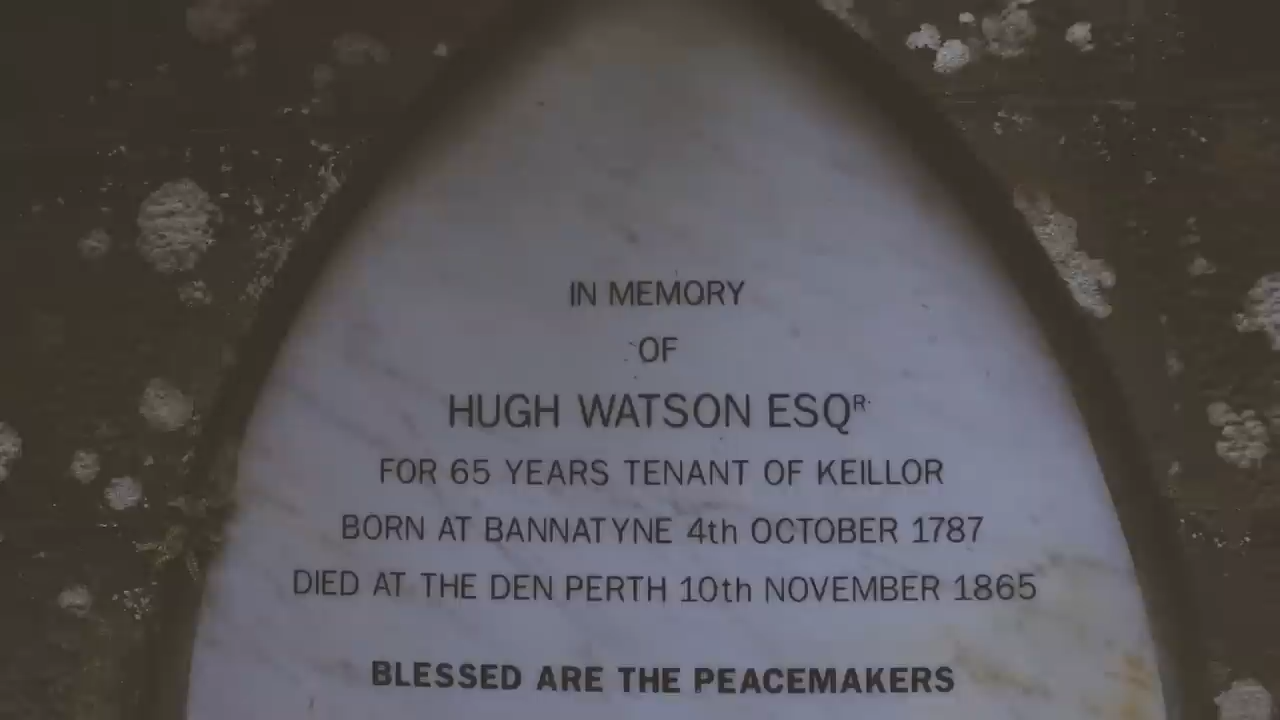 IN MEMORY
OF
HUGH WATSON ESQR.
FOR 65 YEARS TENANT OF KEILLOR
BORN AT BANNATYNE 4th OCTOBER 1787
DIED AT THE DEN PERTH 10th NOVEMBER 1865
BLESSED ARE THE PEACEMAKERS